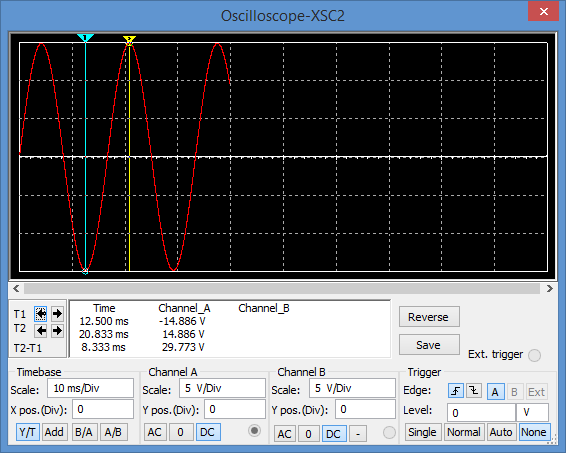 Oscilloscope-XSC2
1 2
T1
T2
T2-T1
Time Channel_A Channel_B
12.500 ms -14.886 V
20.833 ms 14.886 V
8.333 ms 29.773 V
Reverse
Save
Ext. trigger
Timebase
Scale: 10 ms/Div
X pos.(Div): 0
Y/T Add B/A A/B
Channel A
Scale: 5 V/Div
Y pos.(Div): 0
AC 0 DC
Channel B
Scale: 5 V/Div
Y pos.(Div): 0
AC 0 DC -
Trigger
Edge: A B Ext
Level: 0 V
Single Normal Auto None